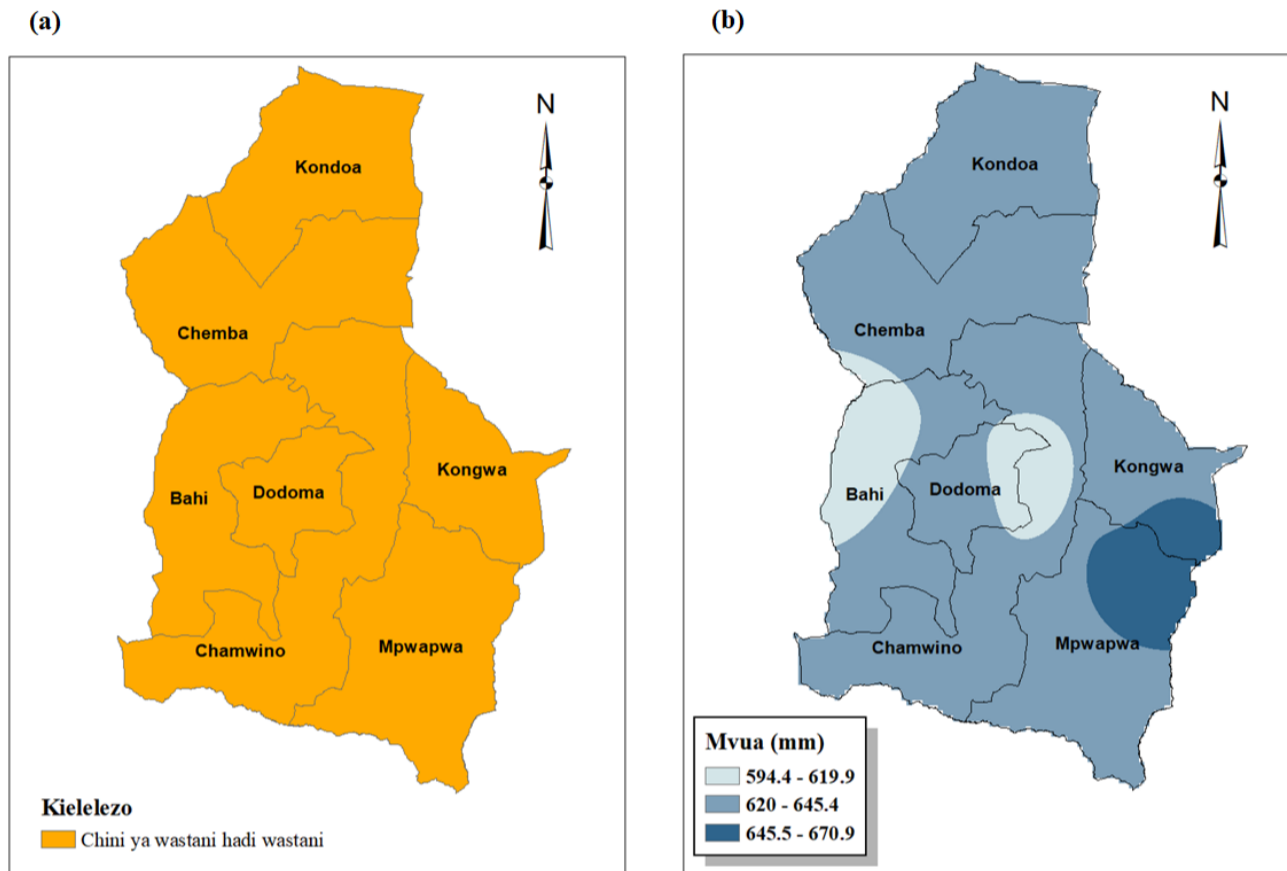 (a)
N
Kondoa
Chemba
Kongwa
Bahi
Dodoma
Chamwino
Mpwapwa
Kielelezo
Chini ya wastani hadi wastani
(b)
N
Kondoa
Chemba
Kongwa
Bahi
Dodoma
Chamwino
Mpwapwa
Mvua (mm)
594.4 - 619.9
620 - 645.4
645.5 - 670.9